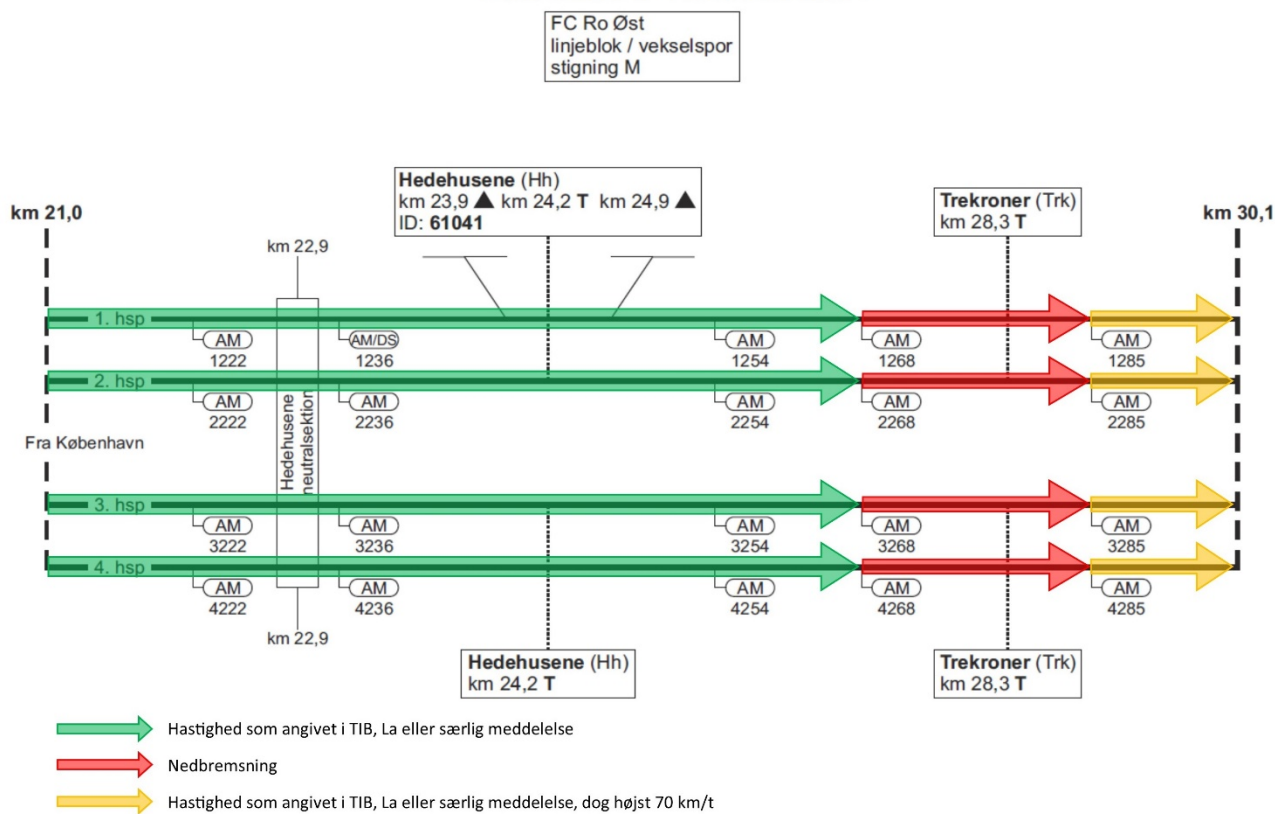 FC Ro Øst
linjeblok / vekselspor
stigning M
Hedehusene (Hh)
km 23,9 ▲ km 24,2 T km 24,9 ▲
ID: 61041
Trekroner (Trk)
km 28,3 T
km 21,0
km 30,1
km 22,9
1. hsp
AM
1222
AM/DS
1236
AM
1254
AM
1268
AM
1285
2. hsp
AM
2222
AM
2236
AM
2254
AM
2268
AM
2285
Fra København
Hedehusene
neutralsektion
3. hsp
AM
3222
AM
3236
AM
3254
AM
3268
AM
3285
4. hsp
AM
4222
AM
4236
AM
4254
AM
4268
AM
4285
km 22,9
Hedehusene (Hh)
km 24,2 T
Trekroner (Trk)
km 28,3 T
Hastighed som angivet i TIB, La eller særlig meddelelse
Nedbremsning
Hastighed som angivet i TIB, La eller særlig meddelelse, dog højst 70 km/t